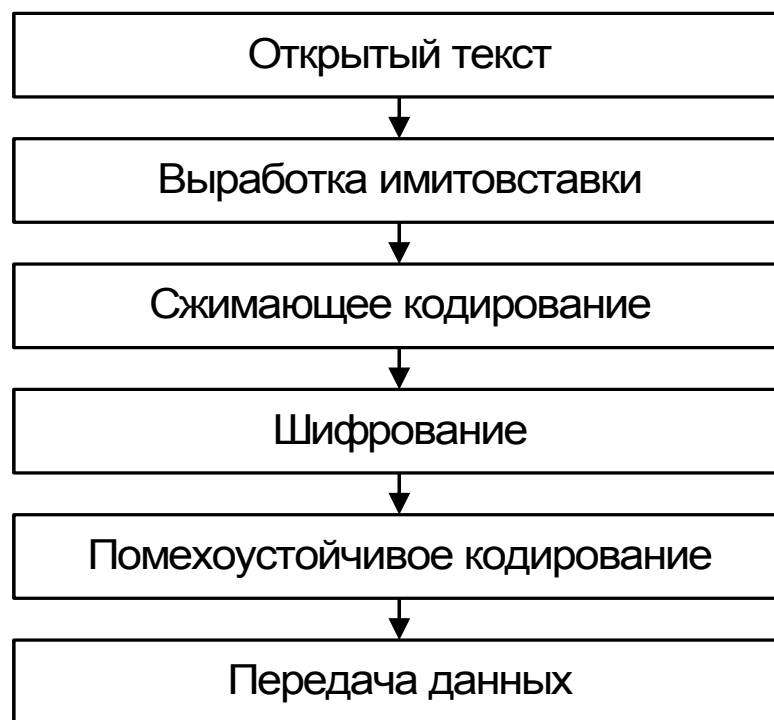 Открытый текст
Выработка имитовставки
Сжимающее кодирование
Шифрование
Помехоустойчивое кодирование
Передача данных